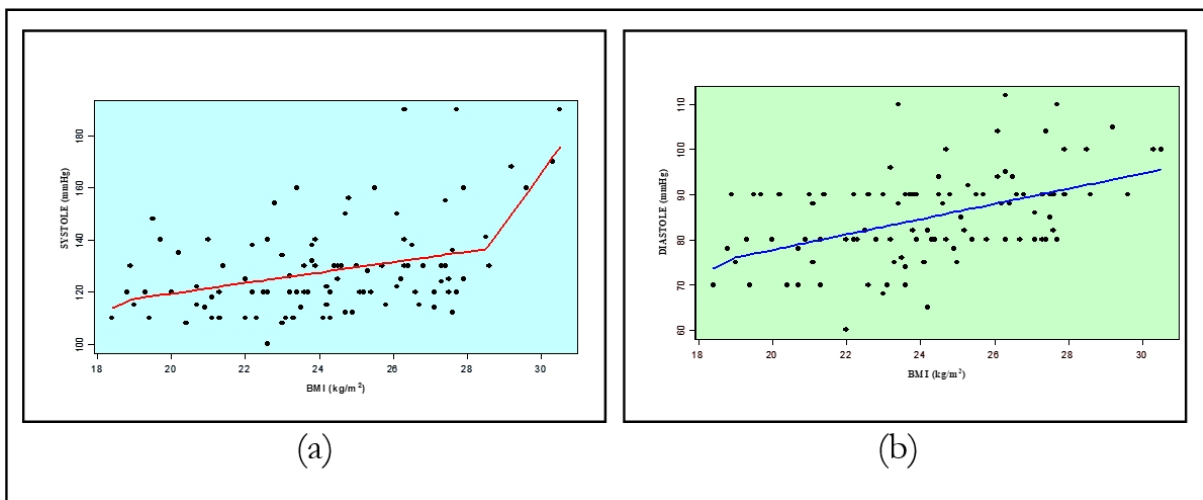 SYSTOLE (mmHg)
180
160
140
120
100
18 20 22 24 26 28 30
BMI (kg/m²)
(a)
DIASTOLE (mmHg)
110
100
90
80
70
60
18 20 22 24 26 28 30
BMI (kg/m²)
(b)